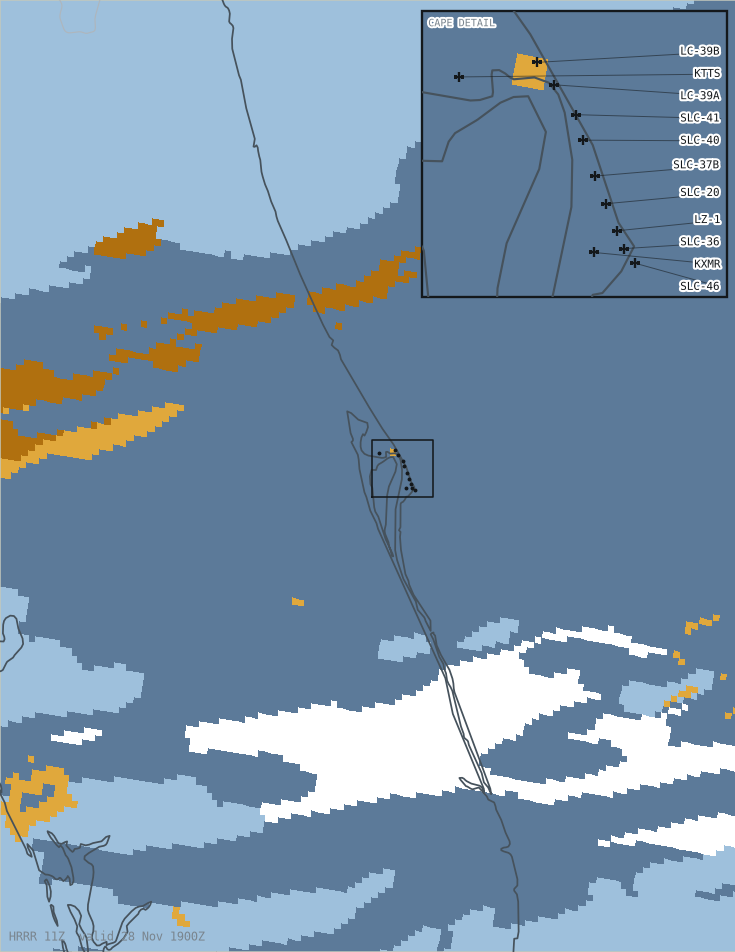 CAPE DETAIL
LC-39B
KTTS
LC-39A
SLC-41
SLC-40
SLC-37B
SLC-20
LZ-1
SLC-36
KXMR
SLC-46
HRRR 11Z valid 28 Nov 1900Z